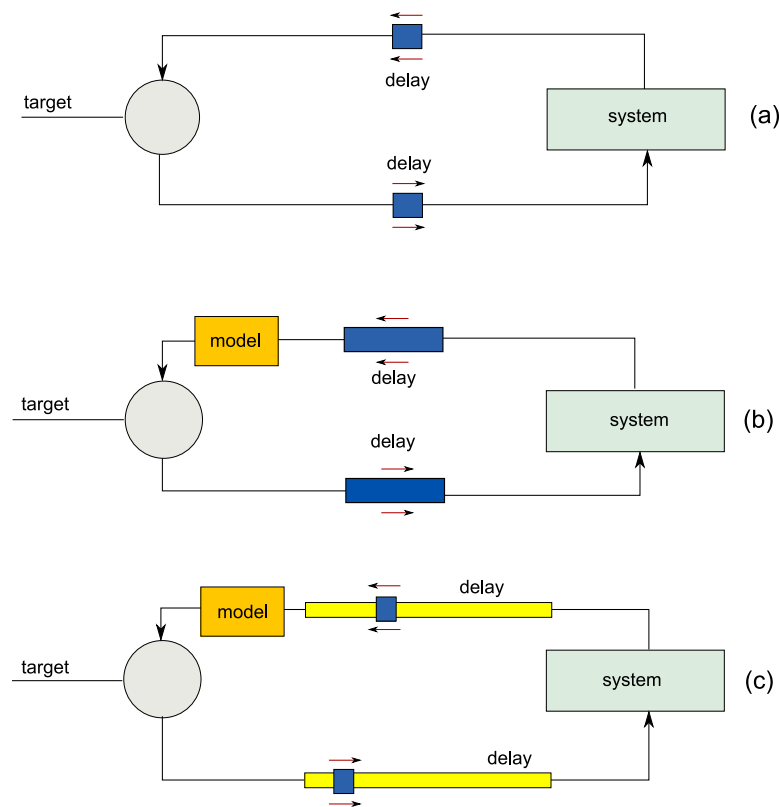 delay
target
system
(a)
delay
model
delay
target
system
(b)
delay
delay
model
target
system
(c)
delay